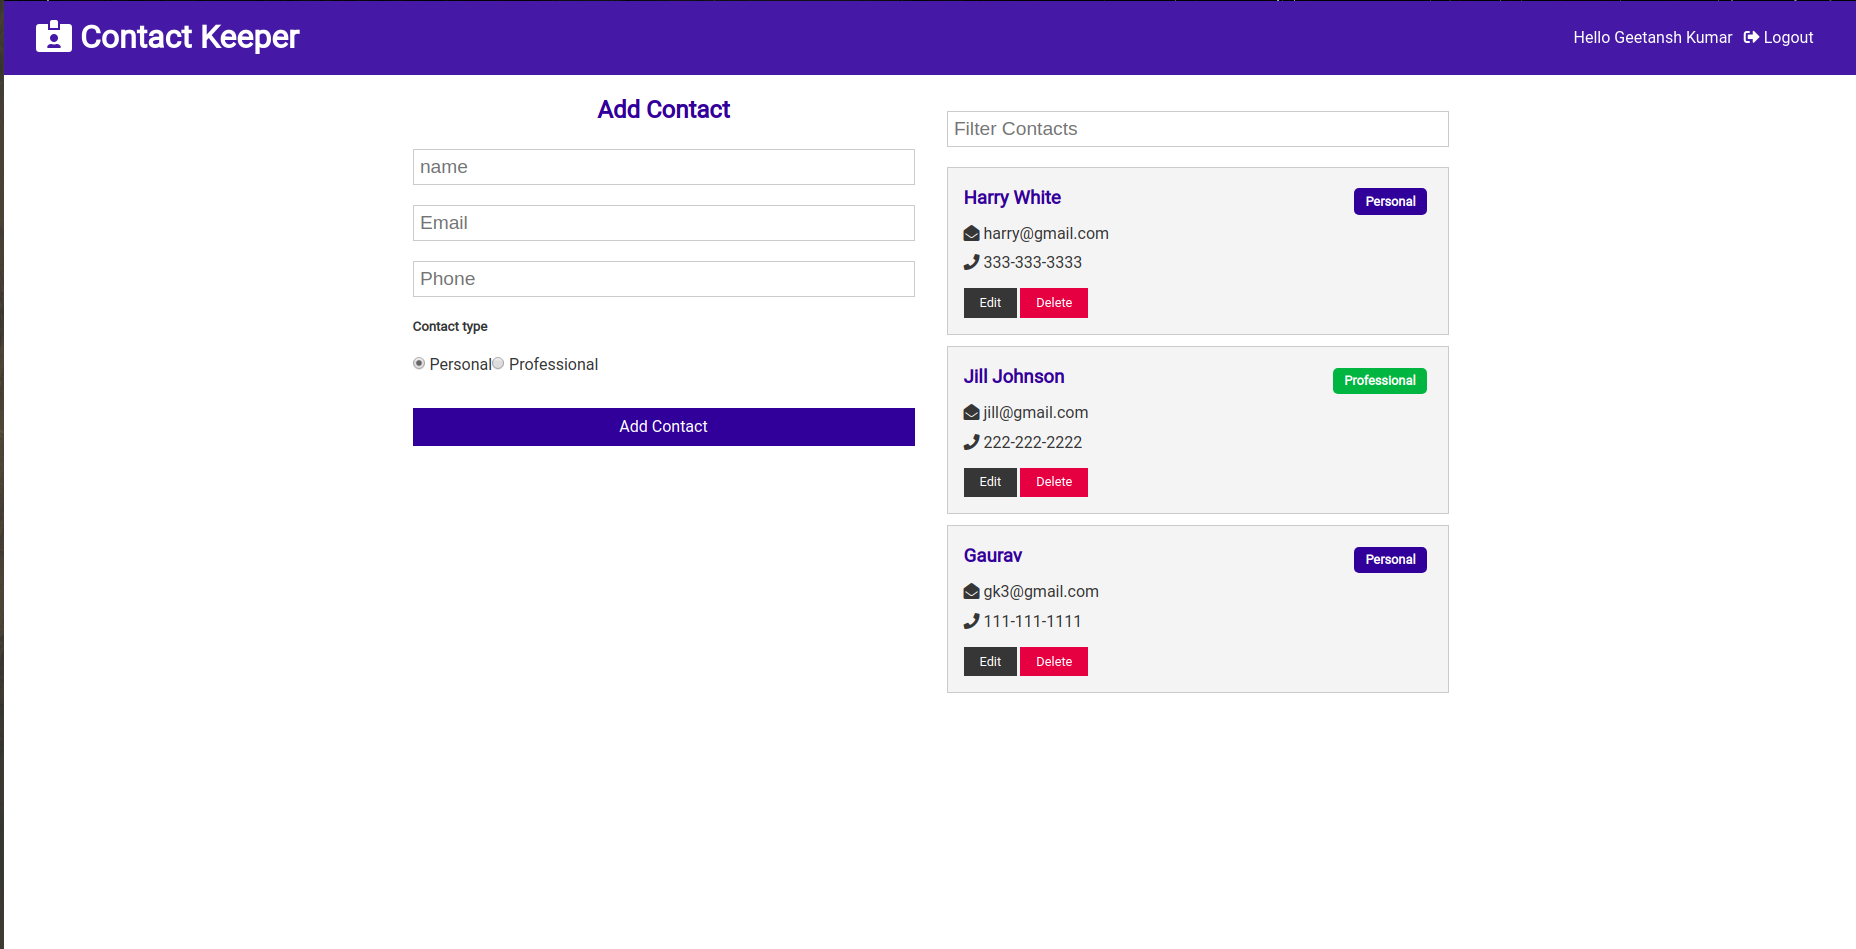 Contact Keeper
Hello Geetansh Kumar Logout
Add Contact
name
Email
Phone
Contact type
Personal Professional
Add Contact
Filter Contacts
Harry White Personal
harry@gmail.com
333-333-3333
Edit Delete
Jill Johnson Professional
jill@gmail.com
222-222-2222
Edit Delete
Gaurav Personal
gk3@gmail.com
111-111-1111
Edit Delete